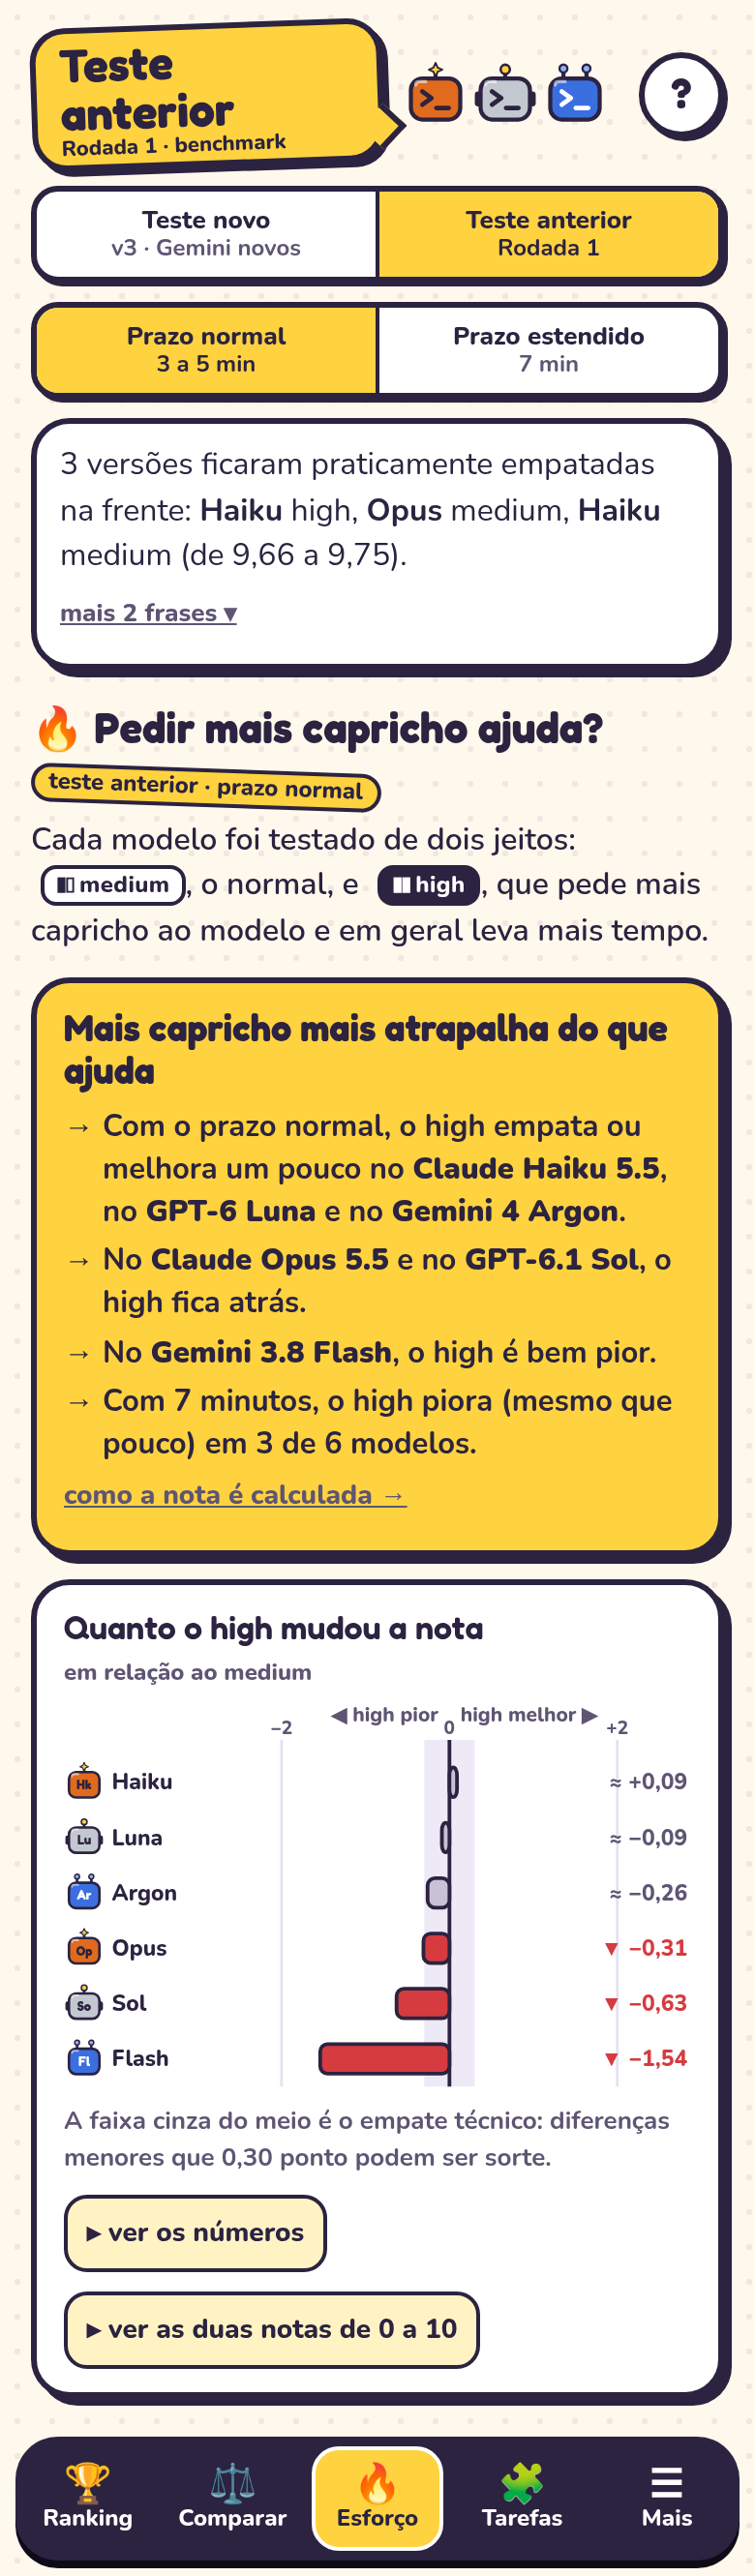 Teste
anterior
Rodada 1 · benchmark
?
Teste novo
v3 · Gemini novos
Teste anterior
Rodada 1
Prazo normal
3 a 5 min
Prazo estendido
7 min
3 versões ficaram praticamente empatadas
na frente: Haiku high, Opus medium, Haiku
medium (de 9,66 a 9,75).
mais 2 frases ▾
🔥 Pedir mais capricho ajuda?
teste anterior · prazo normal
Cada modelo foi testado de dois jeitos:
medium, o normal, e high, que pede mais
capricho ao modelo e em geral leva mais tempo.
Mais capricho mais atrapalha do que
ajuda
→ Com o prazo normal, o high empata ou
melhora um pouco no Claude Haiku 5.5,
no GPT-6 Luna e no Gemini 4 Argon.
→ No Claude Opus 5.5 e no GPT-6.1 Sol, o
high fica atrás.
→ No Gemini 3.8 Flash, o high é bem pior.
→ Com 7 minutos, o high piora (mesmo que
pouco) em 3 de 6 modelos.
como a nota é calculada →
Quanto o high mudou a nota
em relação ao medium
◀ high pior high melhor ▶
−2 0 +2
Hk Haiku ≈ +0,09
Lu Luna ≈ −0,09
Ar Argon ≈ −0,26
Op Opus ▼ −0,31
So Sol ▼ −0,63
Fl Flash ▼ −1,54
A faixa cinza do meio é o empate técnico: diferenças
menores que 0,30 ponto podem ser sorte.
▸ ver os números
▸ ver as duas notas de 0 a 10
Ranking
Comparar
Esforço
Tarefas
Mais